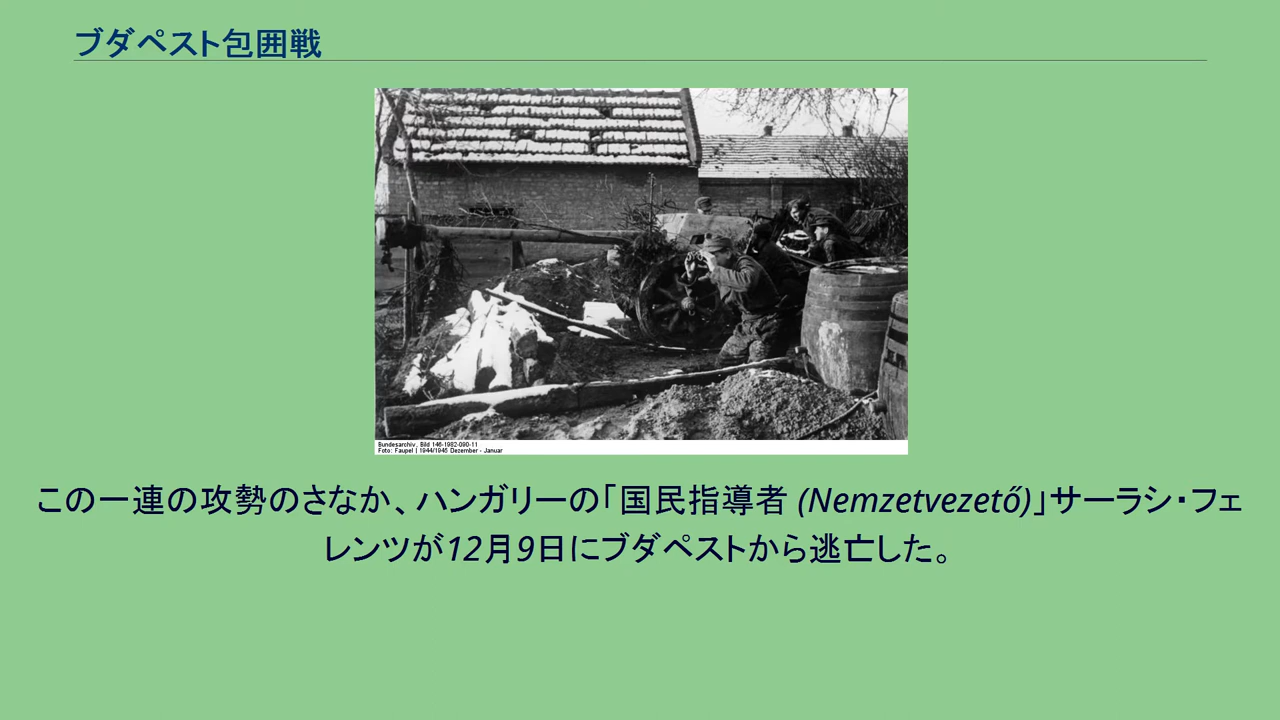 ブダペスト包囲戦
Bundesarchiv, Bild 146-1982-090-11
Foto: Faupel | 1944/1945 Dezember - Januar
この一連の攻勢のさなか、ハンガリーの「国民指導者 (Nemzetvezető)」サーラシ・フェ
レンツが12月9日にブダペストから逃亡した。